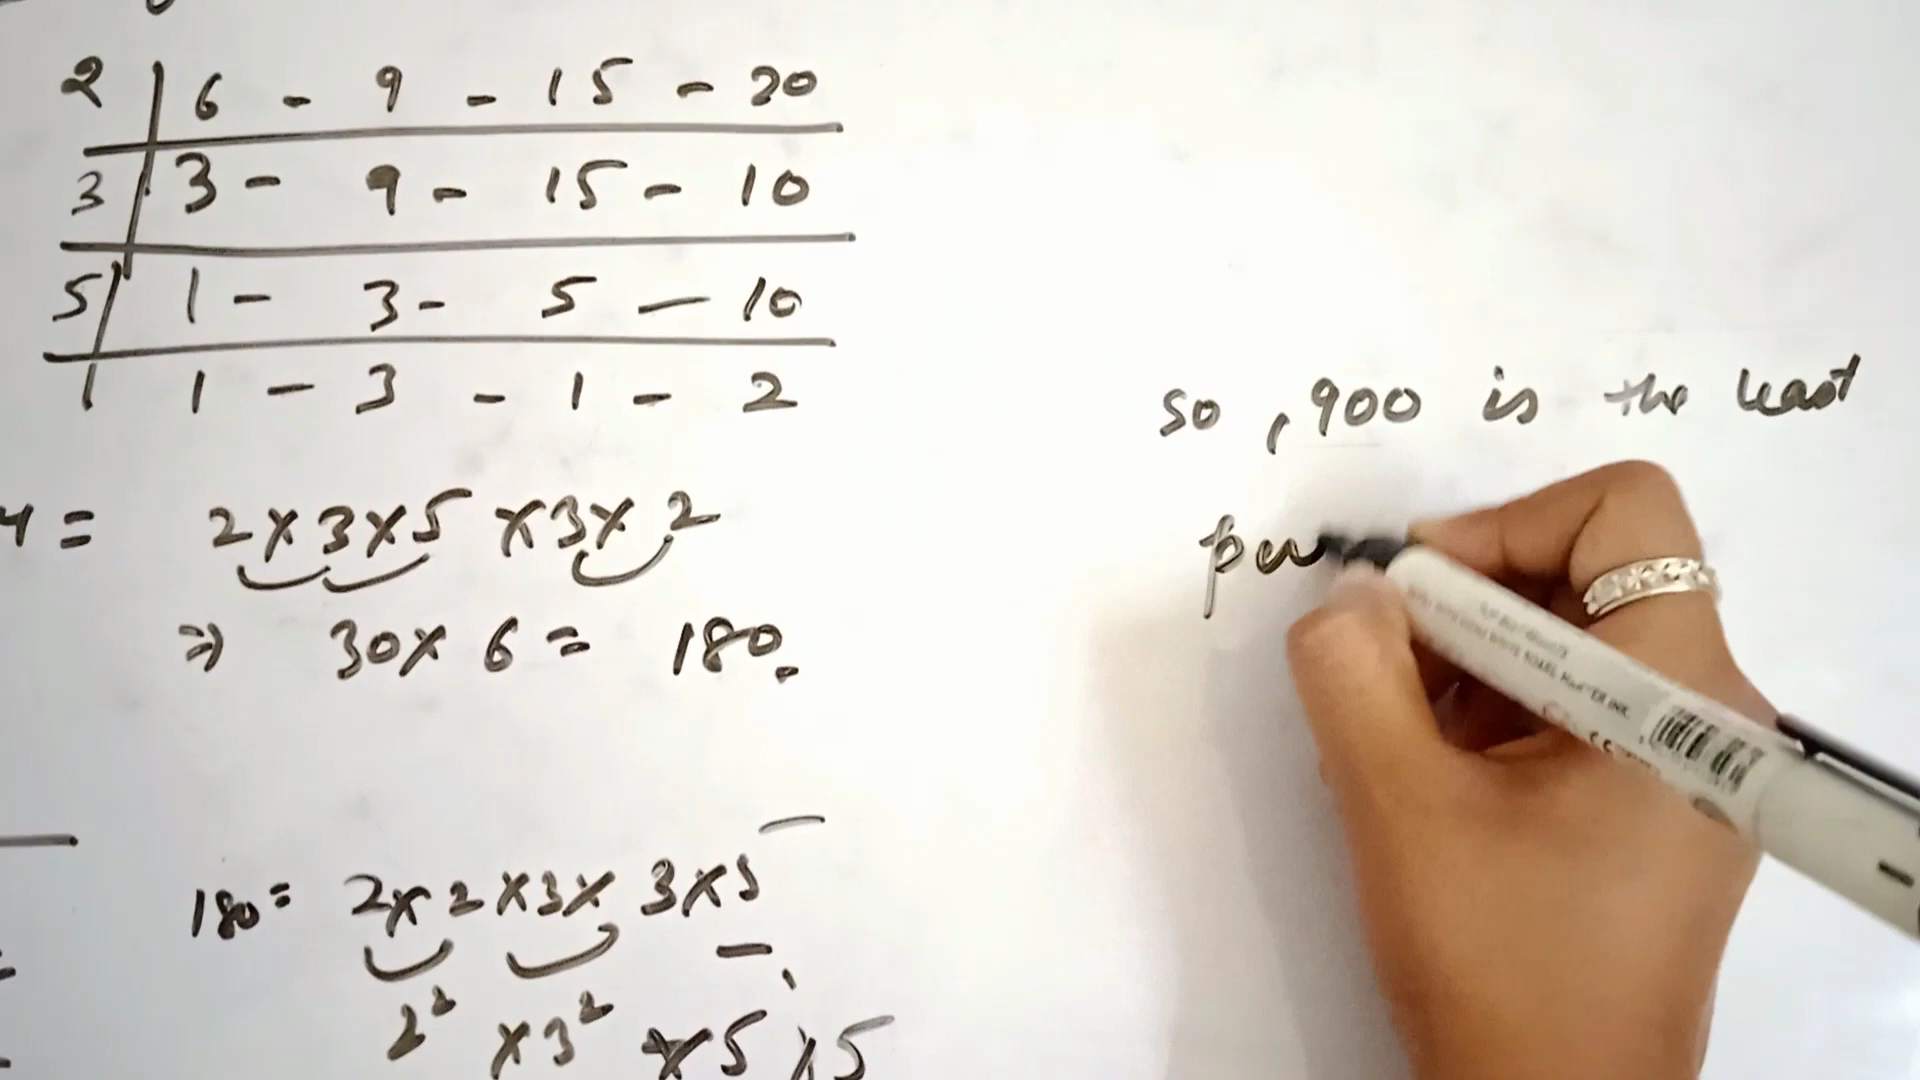 2 6 - 9 - 15 - 20
3 3 - 9 - 15 - 10
5 1 - 3 - 5 - 10
1 1 - 3 - 1 - 2
= 2 x 3 x 5 x 3 x 2
⇒ 30 x 6 = 180.
180 = 2 x 2 x 3 x 3 x 5
2² x 3² x 5 x 5
so , 900 is the least